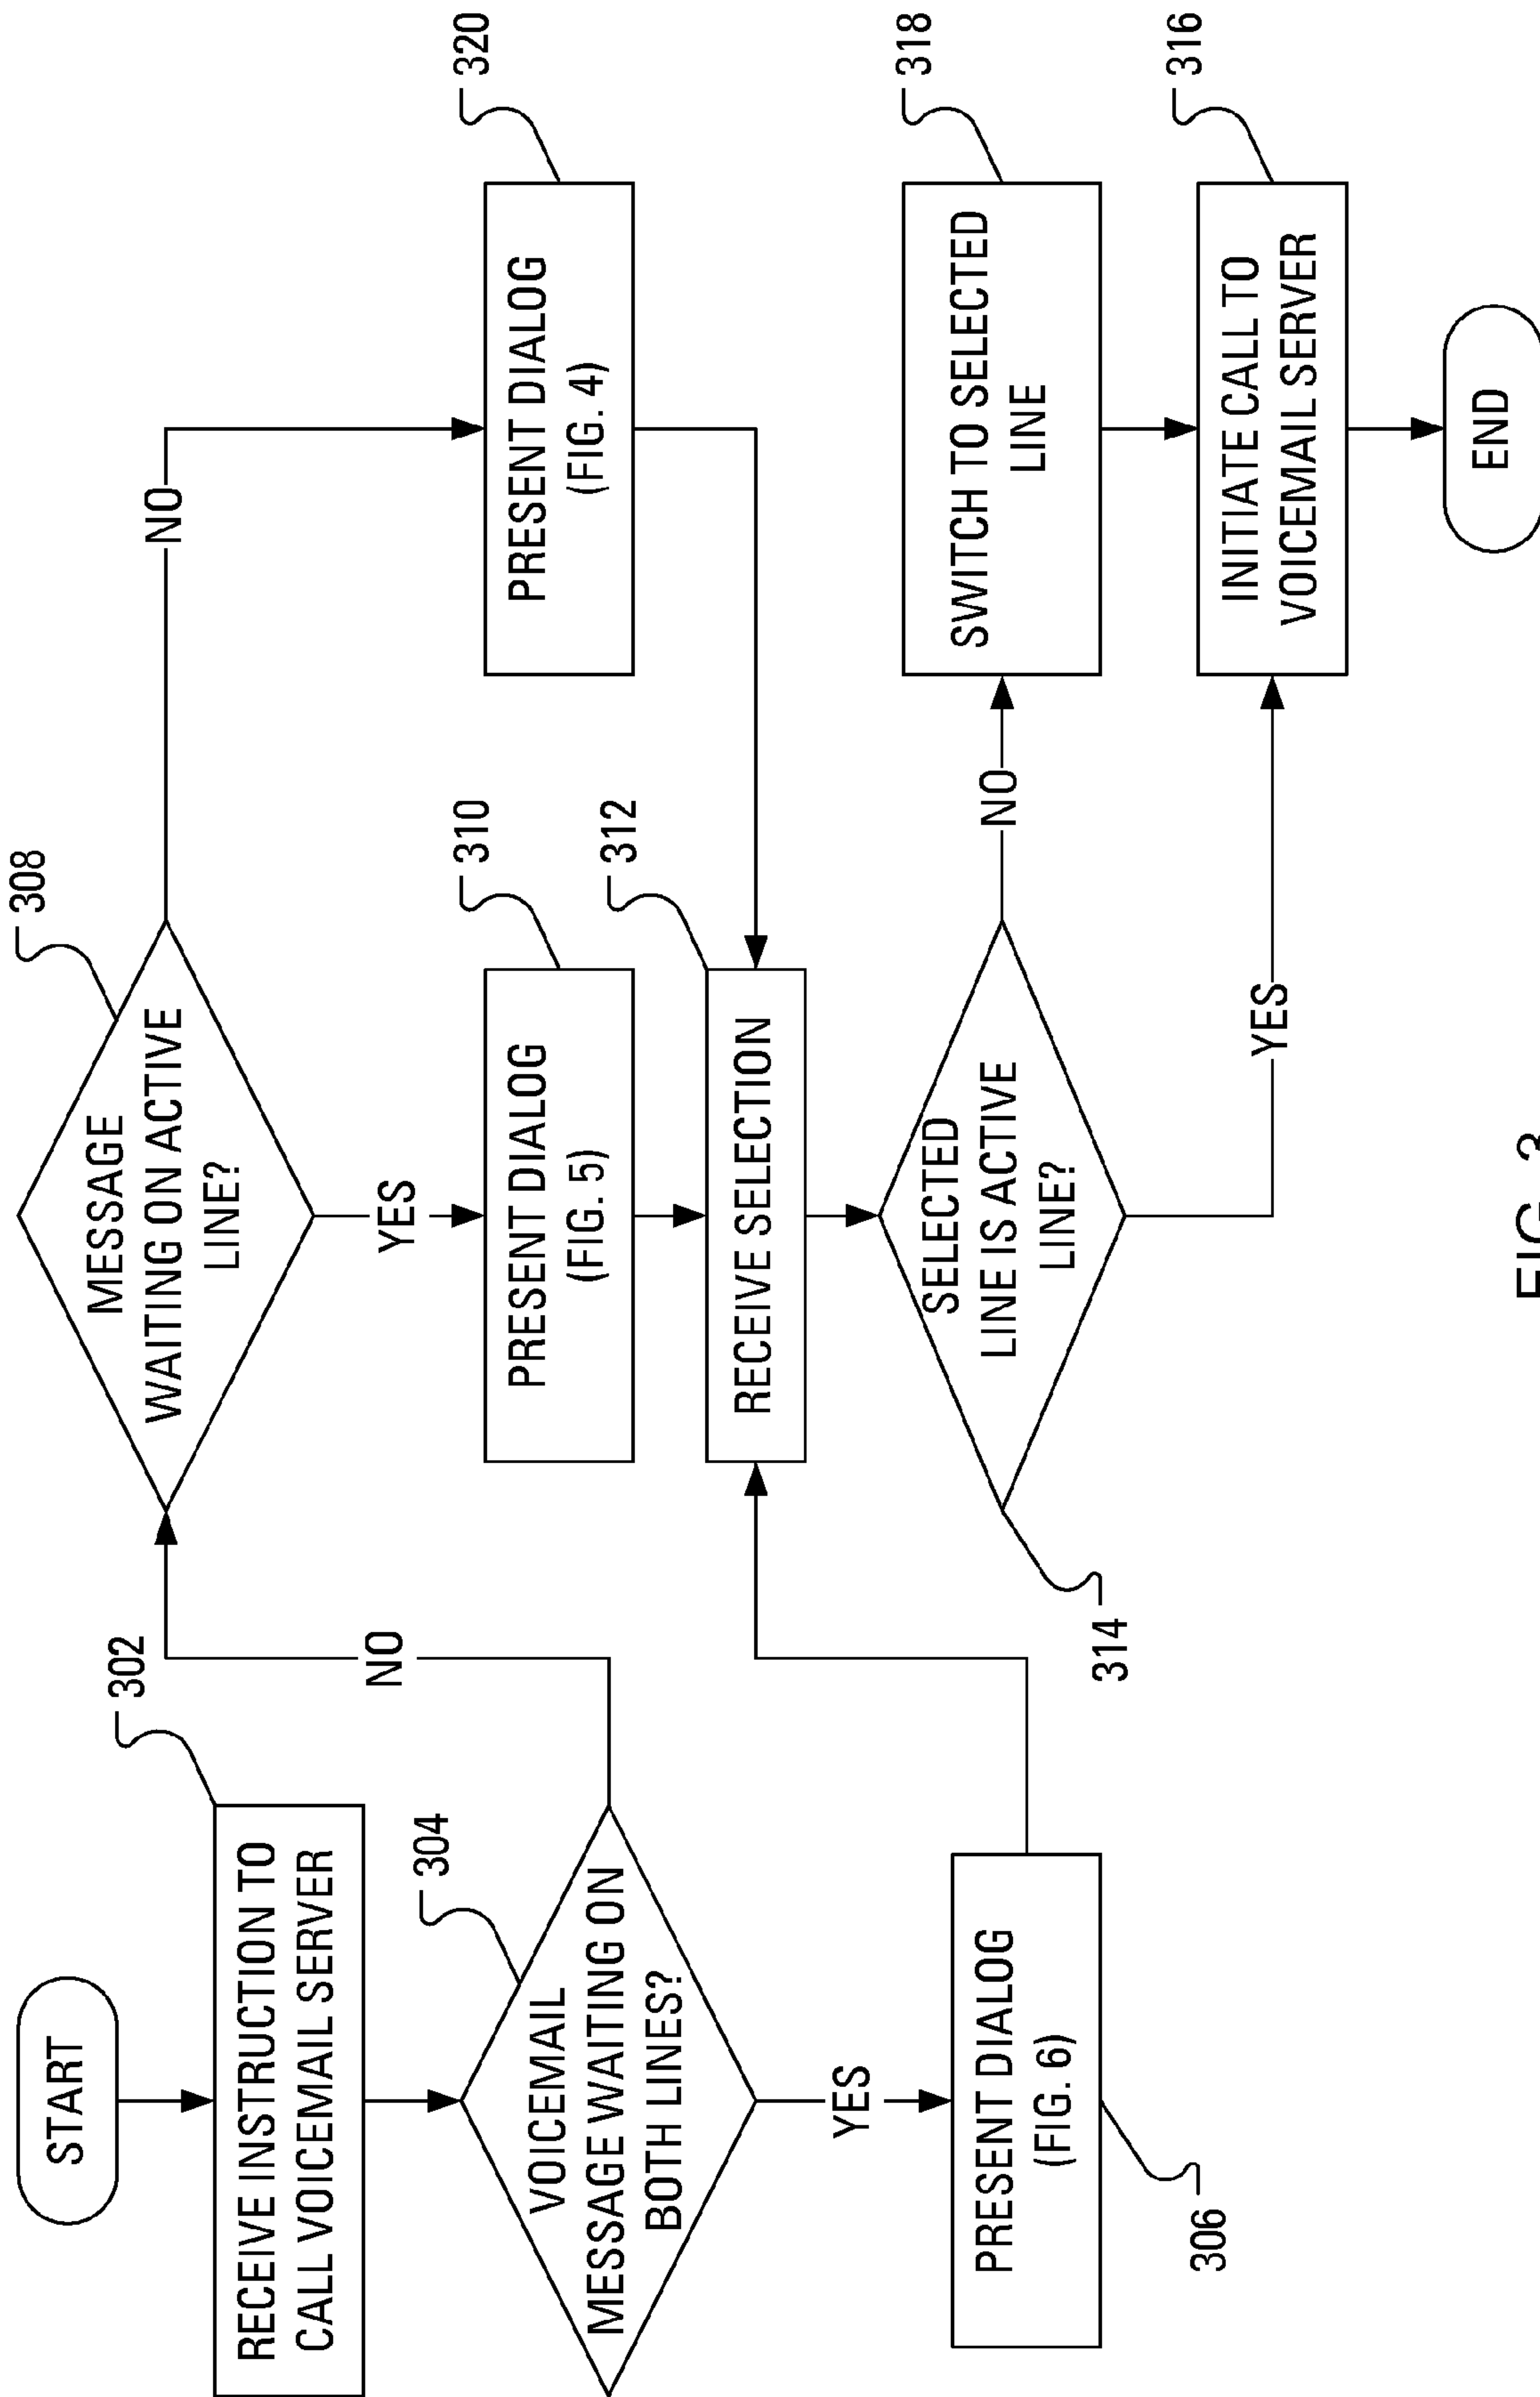 START
302
RECEIVE INSTRUCTION TO
CALL VOICEMAIL SERVER
304
VOICEMAIL
MESSAGE WAITING ON
BOTH LINES?
NO
YES
PRESENT DIALOG
(FIG. 6)
306
308
MESSAGE
WAITING ON ACTIVE
LINE?
NO
YES
310
PRESENT DIALOG
(FIG. 5)
320
PRESENT DIALOG
(FIG. 4)
312
RECEIVE SELECTION
SELECTED
LINE IS ACTIVE
LINE?
314
NO
YES
318
SWITCH TO SELECTED
LINE
316
INITIATE CALL TO
VOICEMAIL SERVER
END
FIG. 3